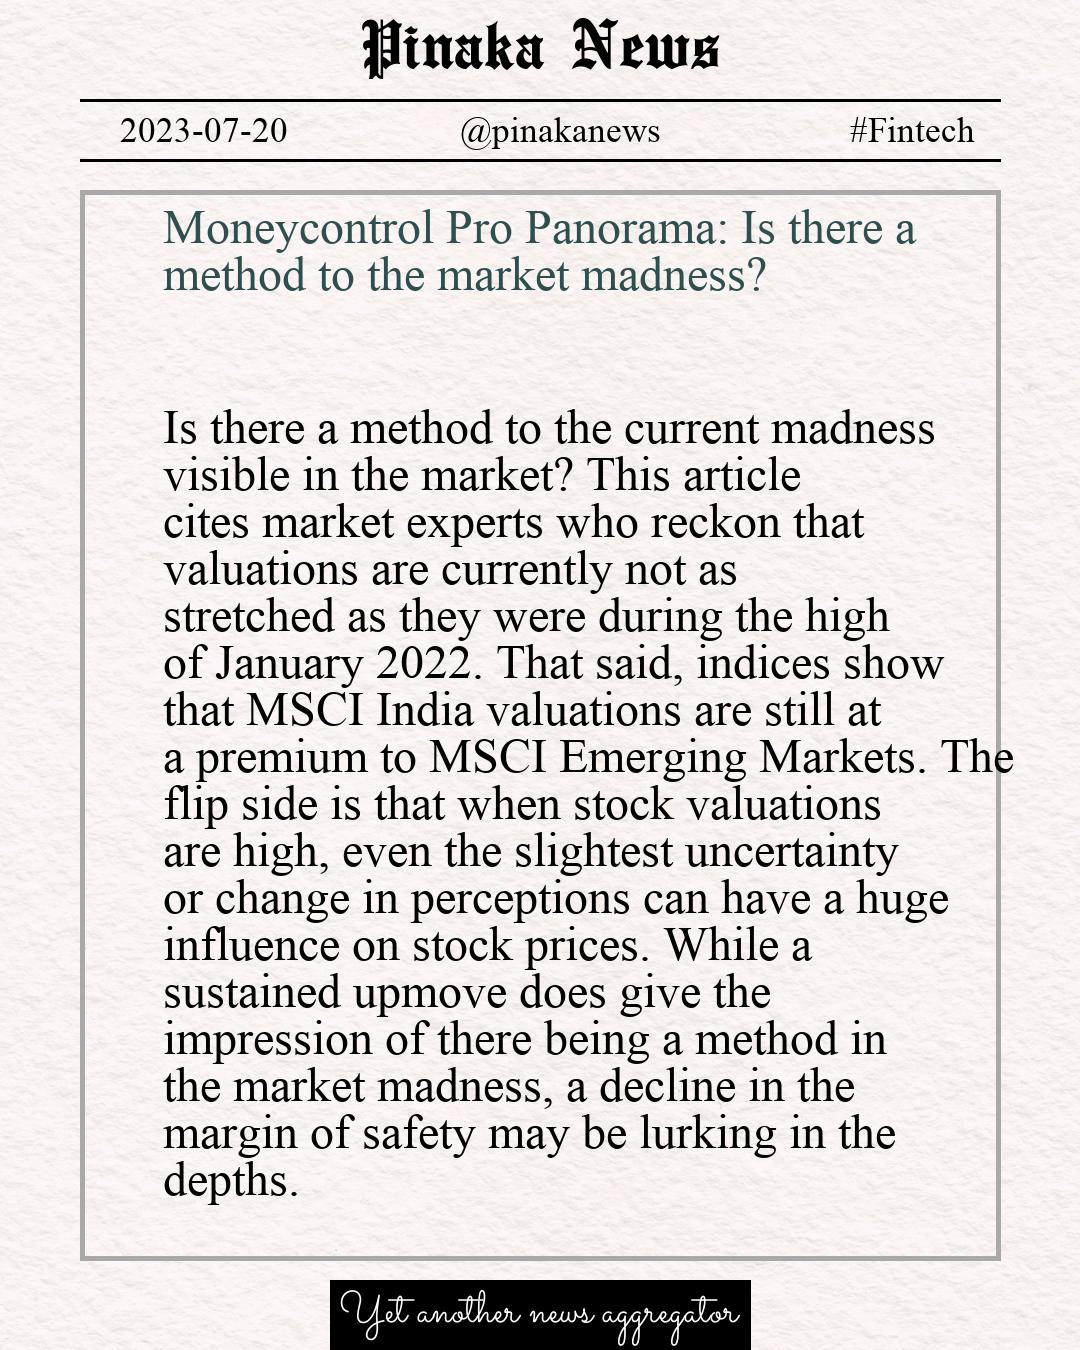 Pinaka News
2023-07-20 @pinakanews #Fintech
Moneycontrol Pro Panorama: Is there a
method to the market madness?
Is there a method to the current madness
visible in the market? This article
cites market experts who reckon that
valuations are currently not as
stretched as they were during the high
of January 2022. That said, indices show
that MSCI India valuations are still at
a premium to MSCI Emerging Markets. The
flip side is that when stock valuations
are high, even the slightest uncertainty
or change in perceptions can have a huge
influence on stock prices. While a
sustained upmove does give the
impression of there being a method in
the market madness, a decline in the
margin of safety may be lurking in the
depths.
Yet another news aggregator